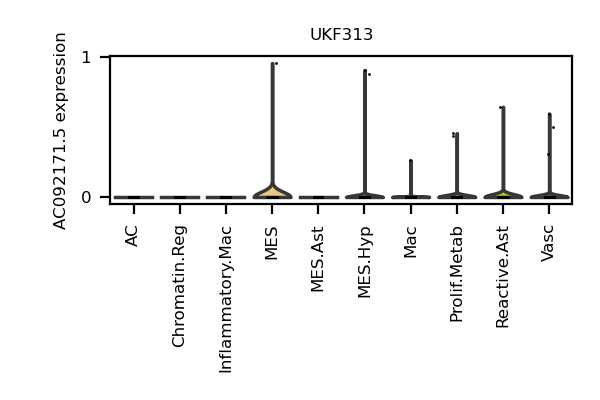 UKF313
AC092171.5 expression
1
0
AC
Chromatin.Reg
Inflammatory.Mac
MES
MES.Ast
MES.Hyp
Mac
Prolif.Metab
Reactive.Ast
Vasc